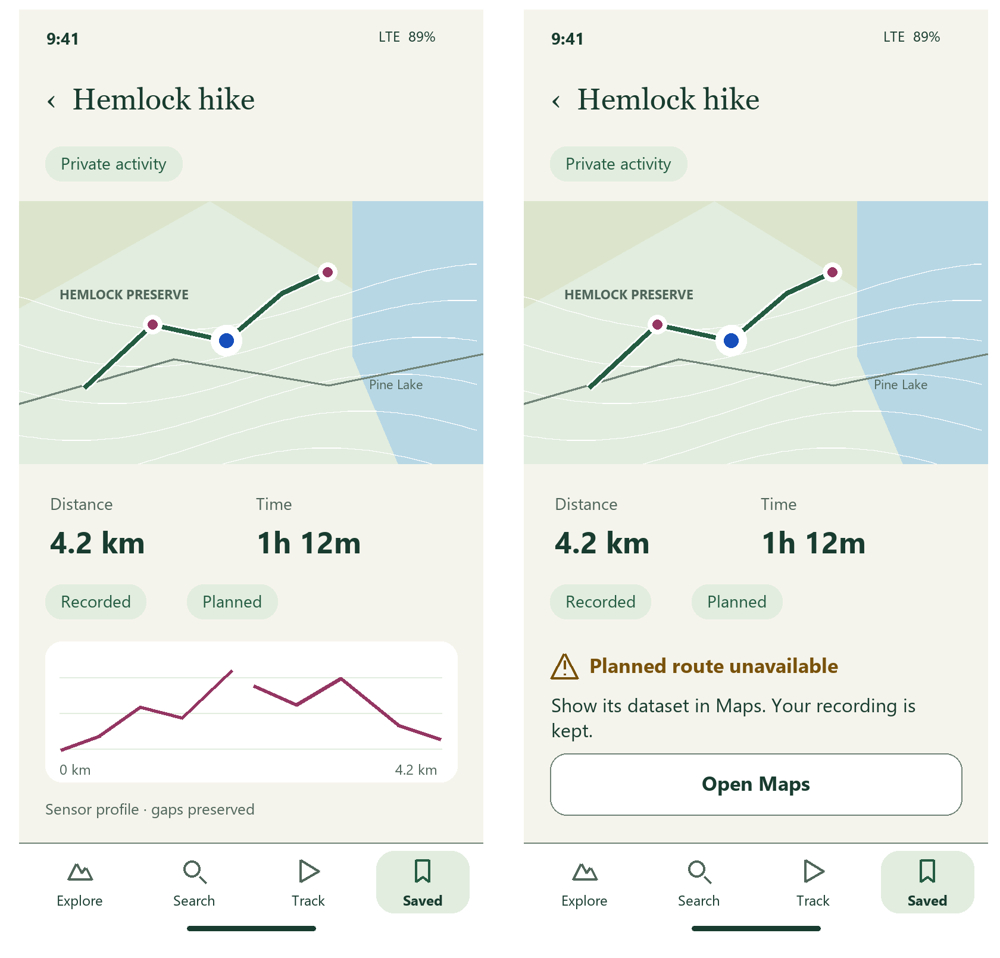 9:41
LTE 89%
‹ Hemlock hike
Private activity
HEMLOCK PRESERVE
Pine Lake
Distance
Time
4.2 km
1h 12m
Recorded
Planned
0 km
4.2 km
Sensor profile · gaps preserved
Explore
Search
Track
Saved
9:41
LTE 89%
‹ Hemlock hike
Private activity
HEMLOCK PRESERVE
Pine Lake
Distance
Time
4.2 km
1h 12m
Recorded
Planned
Planned route unavailable
Show its dataset in Maps. Your recording is
kept.
Open Maps
Explore
Search
Track
Saved